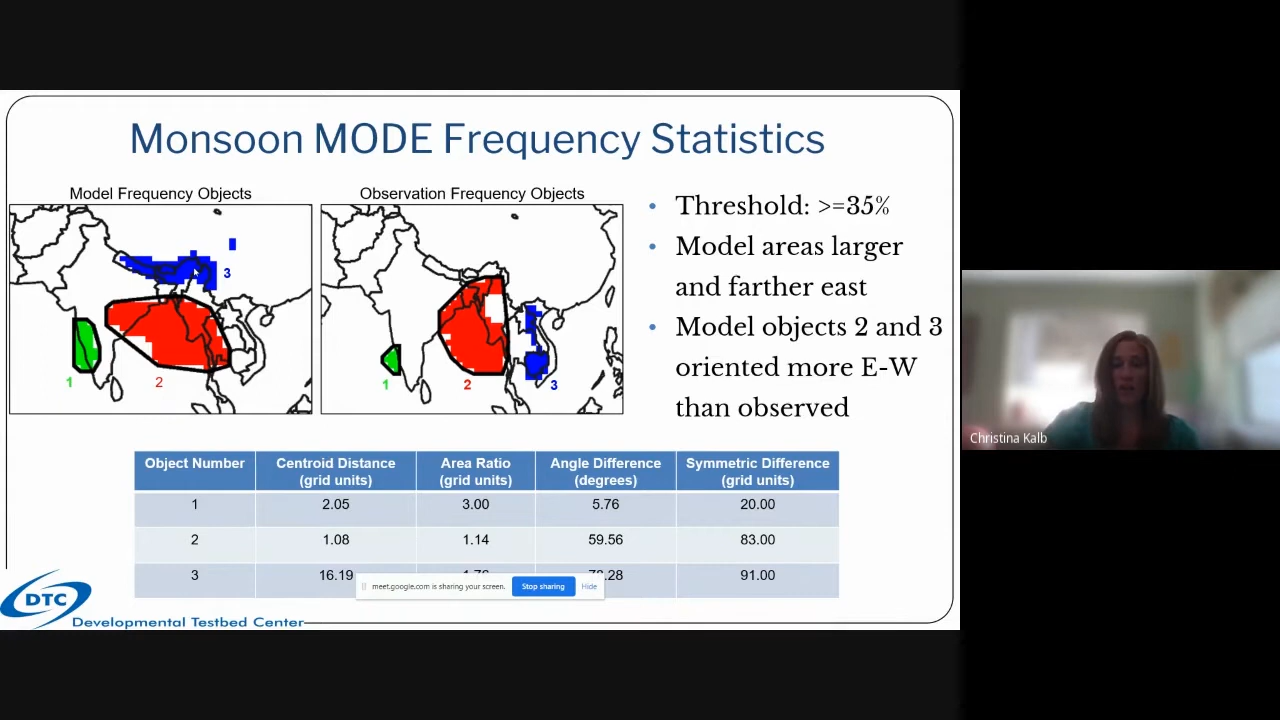 Monsoon MODE Frequency Statistics
Model Frequency Objects
Observation Frequency Objects
1
2
3
1
2
3
• Threshold: >=35%
• Model areas larger
and farther east
• Model objects 2 and 3
oriented more E-W
than observed
Object Number Centroid Distance (grid units) Area Ratio (grid units) Angle Difference (degrees) Symmetric Difference (grid units)
1 2.05 3.00 5.76 20.00
2 1.08 1.14 59.56 83.00
3 16.19 .28 91.00
meet.google.com is sharing your screen. Stop sharing Hide
DTC
Developmental Testbed Center
Christina Kalb